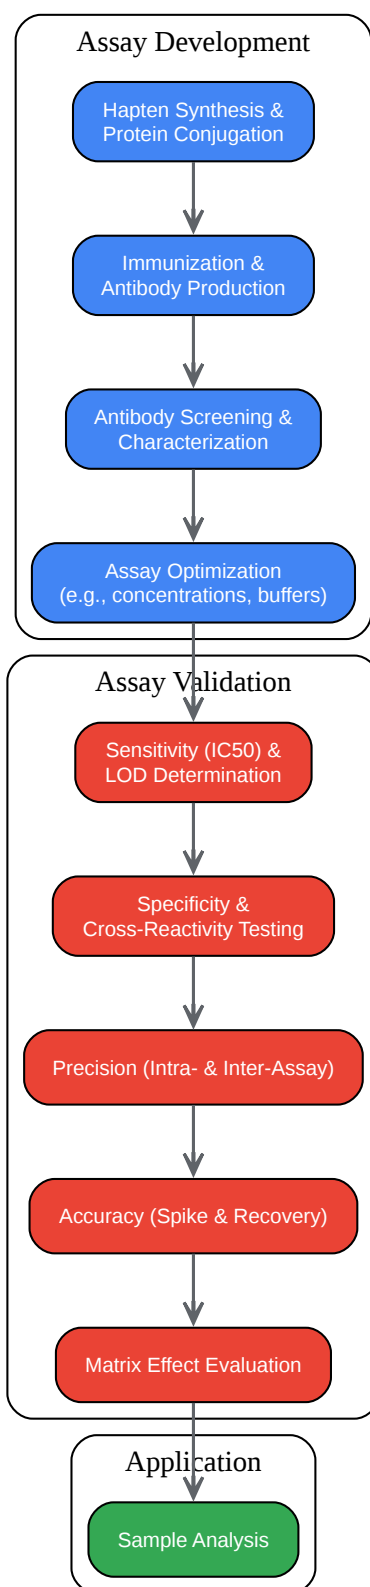 Assay Development
Hapten Synthesis &
Protein Conjugation
Immunization &
Antibody Production
Antibody Screening &
Characterization
Assay Optimization
(e.g., concentrations, buffers)
Assay Validation
Sensitivity (IC50) &
LOD Determination
Specificity &
Cross-Reactivity Testing
Precision (Intra- & Inter-Assay)
Accuracy (Spike & Recovery)
Matrix Effect Evaluation
Application
Sample Analysis